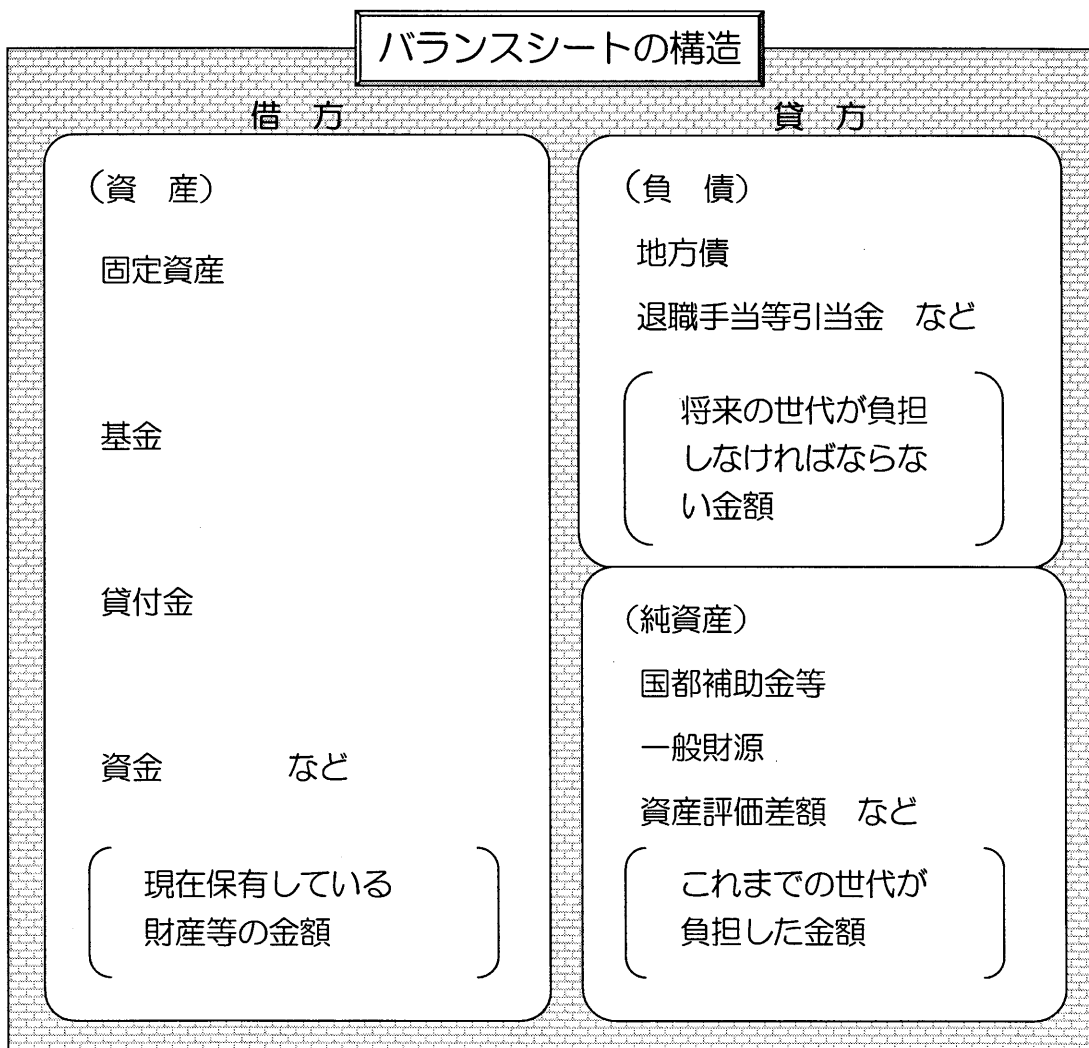 バランスシートの構造
借　方
（資　産）
固定資産
基金
貸付金
資金　　　　など
現在保有している
財産等の金額
貸　方
（負　債）
地方債
退職手当等引当金　など
将来の世代が負担
しなければならな
い金額
（純資産）
国都補助金等
一般財源
資産評価差額　など
これまでの世代が
負担した金額